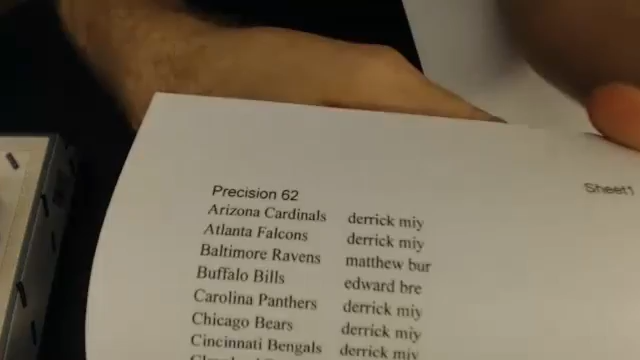 Sheet1
Precision 62
Arizona Cardinals derrick miy
Atlanta Falcons derrick miy
Baltimore Ravens matthew bur
Buffalo Bills edward bre
Carolina Panthers derrick miy
Chicago Bears derrick miy
Cincinnati Bengals derrick miy